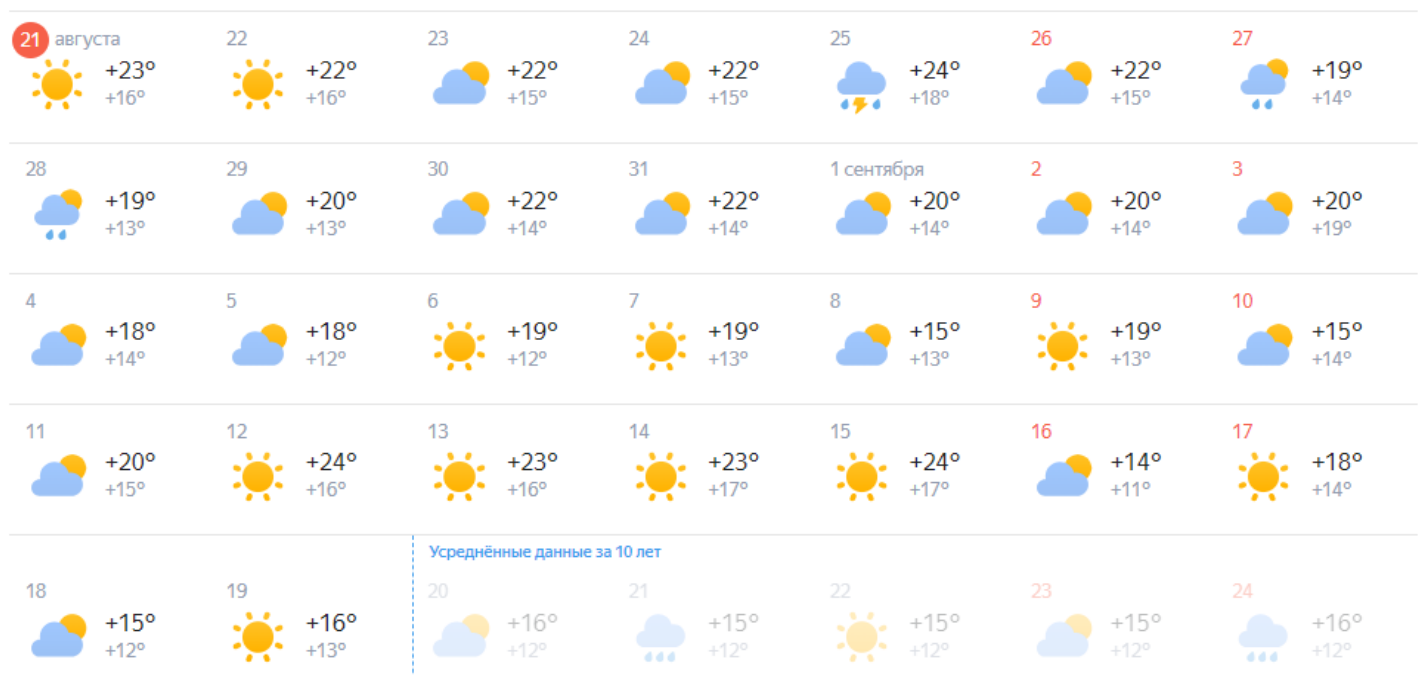 21 августа 22 23 24 25 26 27
+23° +22° +22° +22° +24° +22° +19°
+16° +16° +15° +15° +18° +15° +14°
28 29 30 31 1 сентября 2 3
+19° +20° +22° +22° +20° +20° +20°
+13° +13° +14° +14° +14° +14° +19°
4 5 6 7 8 9 10
+18° +18° +19° +19° +15° +19° +15°
+14° +12° +12° +13° +13° +13° +14°
11 12 13 14 15 16 17
+20° +24° +23° +23° +24° +14° +18°
+15° +16° +16° +17° +17° +11° +14°
Усреднённые данные за 10 лет
18 19 20 21 22 23 24
+15° +16° +16° +15° +15° +15° +16°
+12° +13° +12° +12° +12° +12° +12°